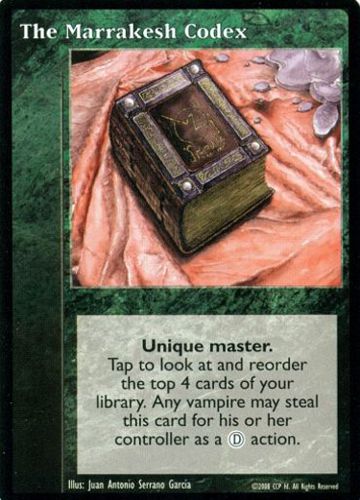 The Marrakesh Codex
Unique master.
Tap to look at and reorder
the top 4 cards of your
library. Any vampire may steal
this card for his or her
controller as a Ⓓ action.
Illus: Juan Antonio Serrano García
©2008 CCP hf. All Rights Reserved